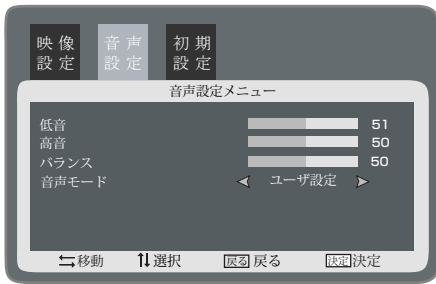 映像 音声 初期
設定 設定 設定
音声設定メニュー
低音 51
高音 50
バランス 50
音声モード ユーザ設定
移動 選択 戻る 戻る 決定 決定